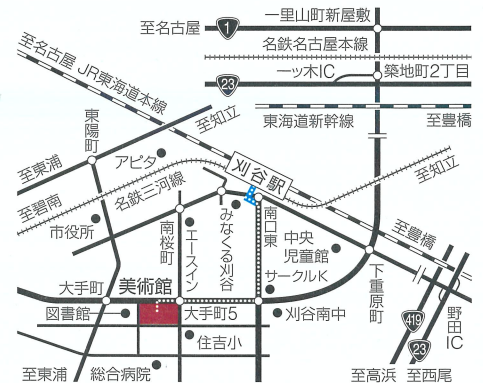 一里山町新屋敷
至名古屋
1
名鉄名古屋本線
至名古屋
JR東海道本線
一ッ木IC
築地町2丁目
23
東海道新幹線
至豊橋
至知立
東陽町
アピタ
刈谷駅
至知立
至東浦
至碧南
名鉄三河線
市役所
南桜町
エースイン
みなくる刈谷
南口東
中央
児童館
至豊橋
サークルK
大手町
美術館
下重原町
図書館
大手町5
刈谷南中
419
野田
IC
住吉小
23
至東浦
総合病院
至高浜
至西尾